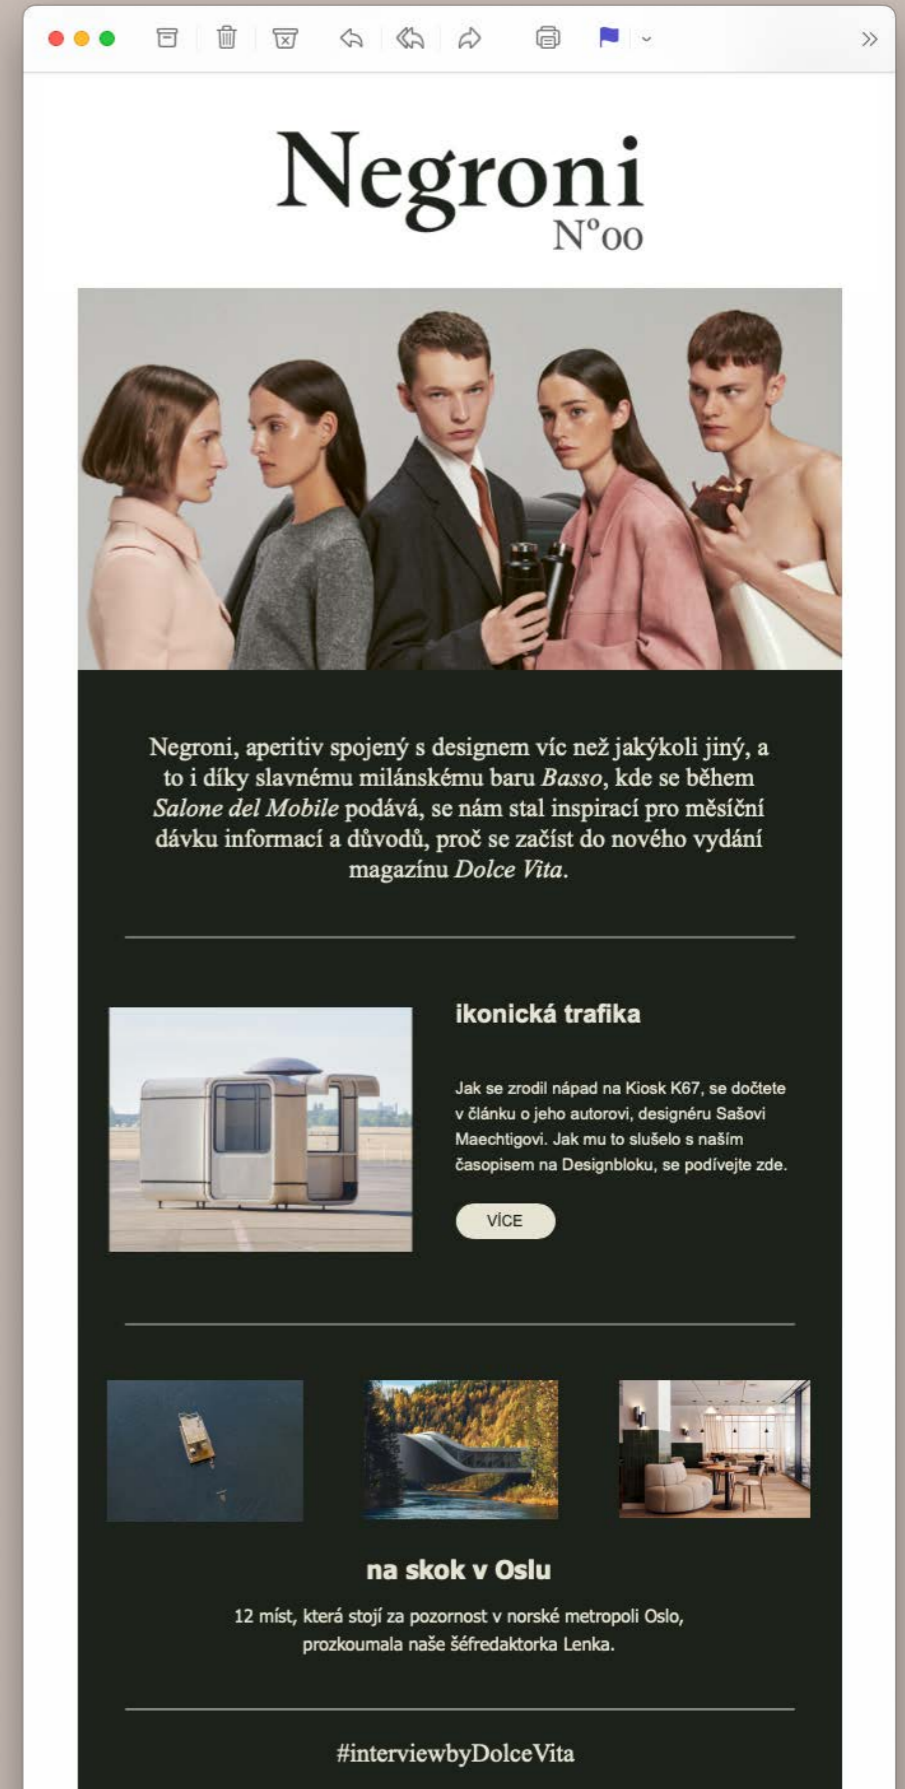 Negroni
N°00
Negroni, aperitiv spojený s designem víc než jakýkoli jiný, a
to i díky slavnému milánskému baru Basso, kde se během
Salone del Mobile podává, se nám stal inspirací pro měsíční
dávku informací a důvodů, proč se začíst do nového vydání
magazínu Dolce Vita.
ikonická trafika
Jak se zrodil nápad na Kiosk K67, se dočtete
v článku o jeho autorovi, designéru Sašovi
Maechtigovi. Jak mu to slušelo s naším
časopisem na Designbloku, se podívejte zde.
VÍCE
na skok v Oslu
12 míst, která stojí za pozornost v norské metropoli Oslo,
prozkoumala naše šéfredaktorka Lenka.
#interviewbyDolceVita